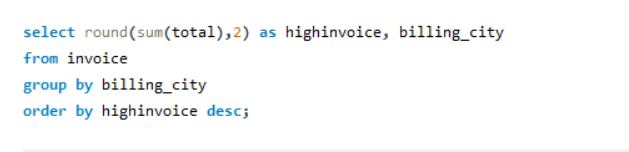 select round(sum(total),2) as highinvoice, billing_city
from invoice
group by billing_city
order by highinvoice desc;